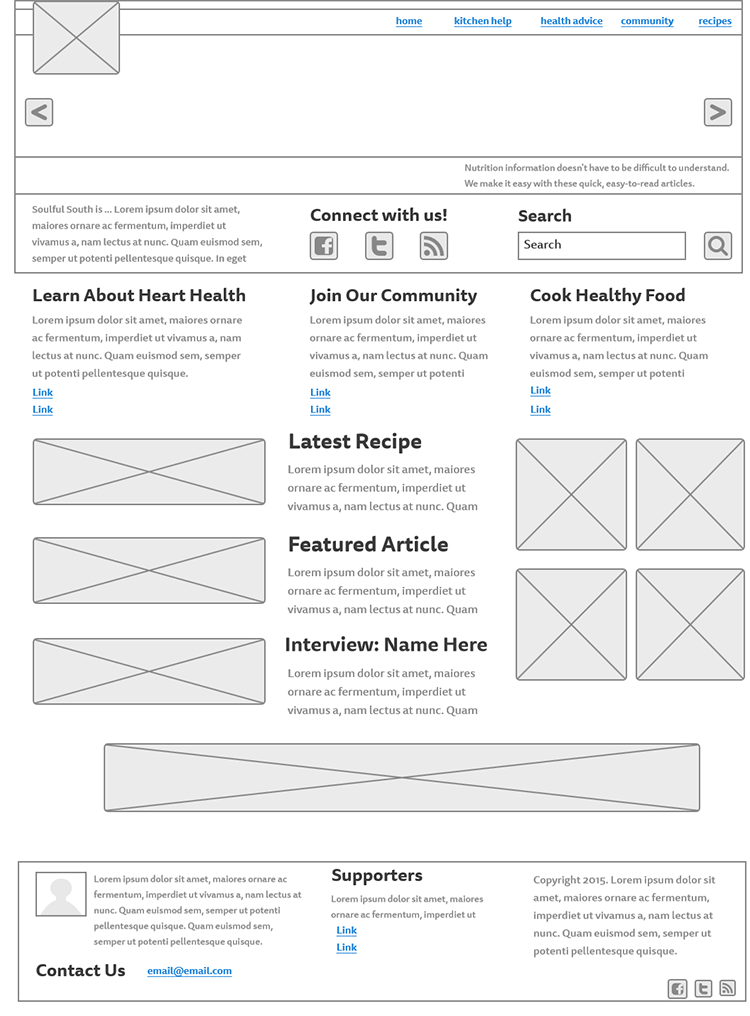 home kitchen help health advice community recipes
<
>
Nutrition information doesn't have to be difficult to understand.
We make it easy with these quick, easy-to-read articles.
Soulful South is ... Lorem ipsum dolor sit amet,
maiores ornare ac fermentum, imperdiet ut
vivamus a, nam lectus at nunc. Quam euismod sem,
semper ut potenti pellentesque quisque. In eget
Connect with us!
f t
Search
Search
Learn About Heart Health
Lorem ipsum dolor sit amet, maiores ornare
ac fermentum, imperdiet ut vivamus a, nam
lectus at nunc. Quam euismod sem, semper
ut potenti pellentesque quisque.
Link
Link
Join Our Community
Lorem ipsum dolor sit amet, maiores
ornare ac fermentum, imperdiet ut
vivamus a, nam lectus at nunc. Quam
euismod sem, semper ut potenti
Link
Link
Cook Healthy Food
Lorem ipsum dolor sit amet, maiores
ornare ac fermentum, imperdiet ut
vivamus a, nam lectus at nunc. Quam
euismod sem, semper ut potenti
Link
Link
Latest Recipe
Lorem ipsum dolor sit amet, maiores
ornare ac fermentum, imperdiet ut
vivamus a, nam lectus at nunc. Quam
Featured Article
Lorem ipsum dolor sit amet, maiores
ornare ac fermentum, imperdiet ut
vivamus a, nam lectus at nunc. Quam
Interview: Name Here
Lorem ipsum dolor sit amet, maiores
ornare ac fermentum, imperdiet ut
vivamus a, nam lectus at nunc. Quam
Lorem ipsum dolor sit amet, maiores ornare ac
fermentum, imperdiet ut vivamus a, nam lectus at
nunc. Quam euismod sem, semper ut potenti
pellentesque quisque. Quam euismod sem,
semper ut potenti pellentesque quisque.
Contact Us email@email.com
Supporters
Lorem ipsum dolor sit amet, maiores
ornare ac fermentum, imperdiet ut
Link
Link
Copyright 2015. Lorem ipsum dolor sit
amet, maiores ornare ac fermentum,
imperdiet ut vivamus a, nam lectus at
nunc. Quam euismod sem, semper ut
potenti pellentesque quisque.
f t